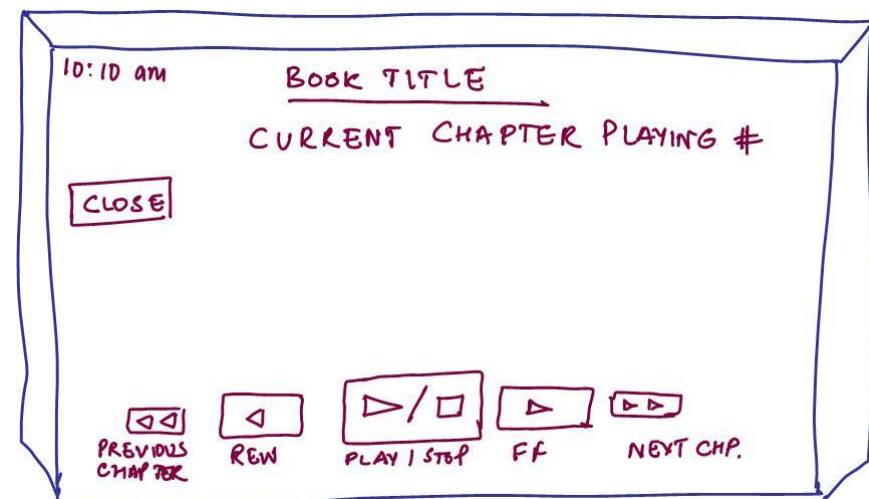 10:10 am
BOOK TITLE
CURRENT CHAPTER PLAYING #
CLOSE
PREVIOUS
CHAPTER
REW
PLAY / STOP
FF
NEXT CHP.